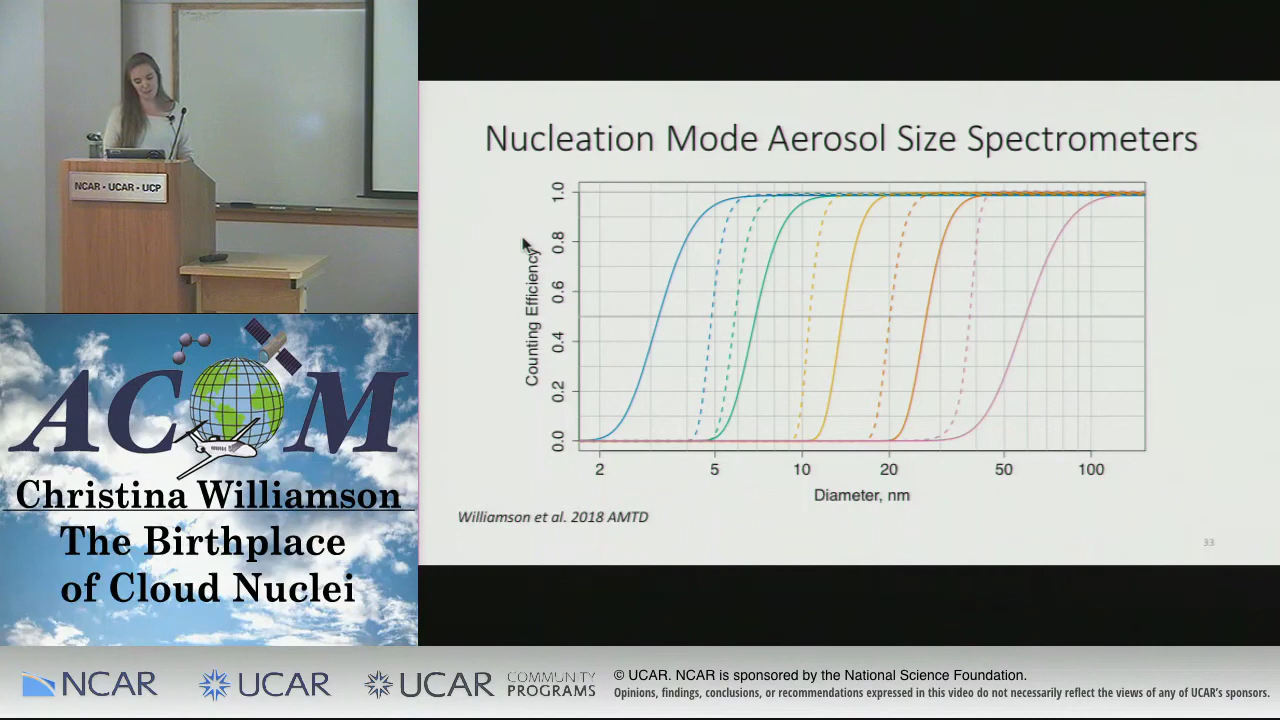 NCAR • UCAR • UCP
ACOM
Christina Williamson
The Birthplace
of Cloud Nuclei
Nucleation Mode Aerosol Size Spectrometers
Counting Efficiency
1.0
0.8
0.6
0.4
0.2
0.0
2 5 10 20 50 100
Diameter, nm
Williamson et al. 2018 AMTD
33
NCAR
UCAR
UCAR
COMMUNITY
PROGRAMS
© UCAR. NCAR is sponsored by the National Science Foundation.
Opinions, findings, conclusions, or recommendations expressed in this video do not necessarily reflect the views of any of UCAR's sponsors.